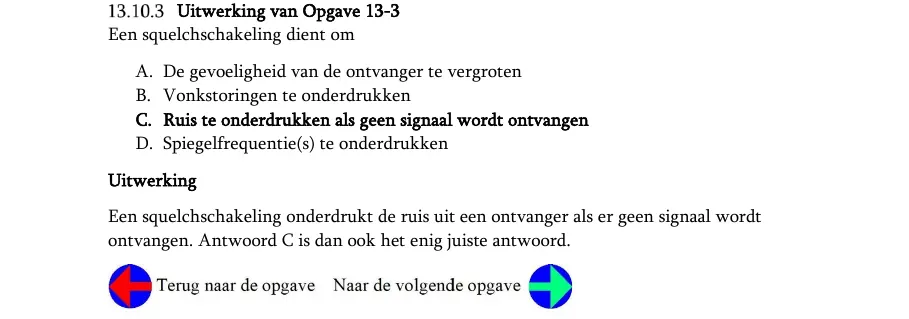 13.10.3 Uitwerking van Opgave 13-3
Een squelchschakeling dient om
A. De gevoeligheid van de ontvanger te vergroten
B. Vonkstoringen te onderdrukken
C. Ruis te onderdrukken als geen signaal wordt ontvangen
D. Spiegelfrequentie(s) te onderdrukken
Uitwerking
Een squelchschakeling onderdrukt de ruis uit een ontvanger als er geen signaal wordt
ontvangen. Antwoord C is dan ook het enig juiste antwoord.
Terug naar de opgave Naar de volgende opgave